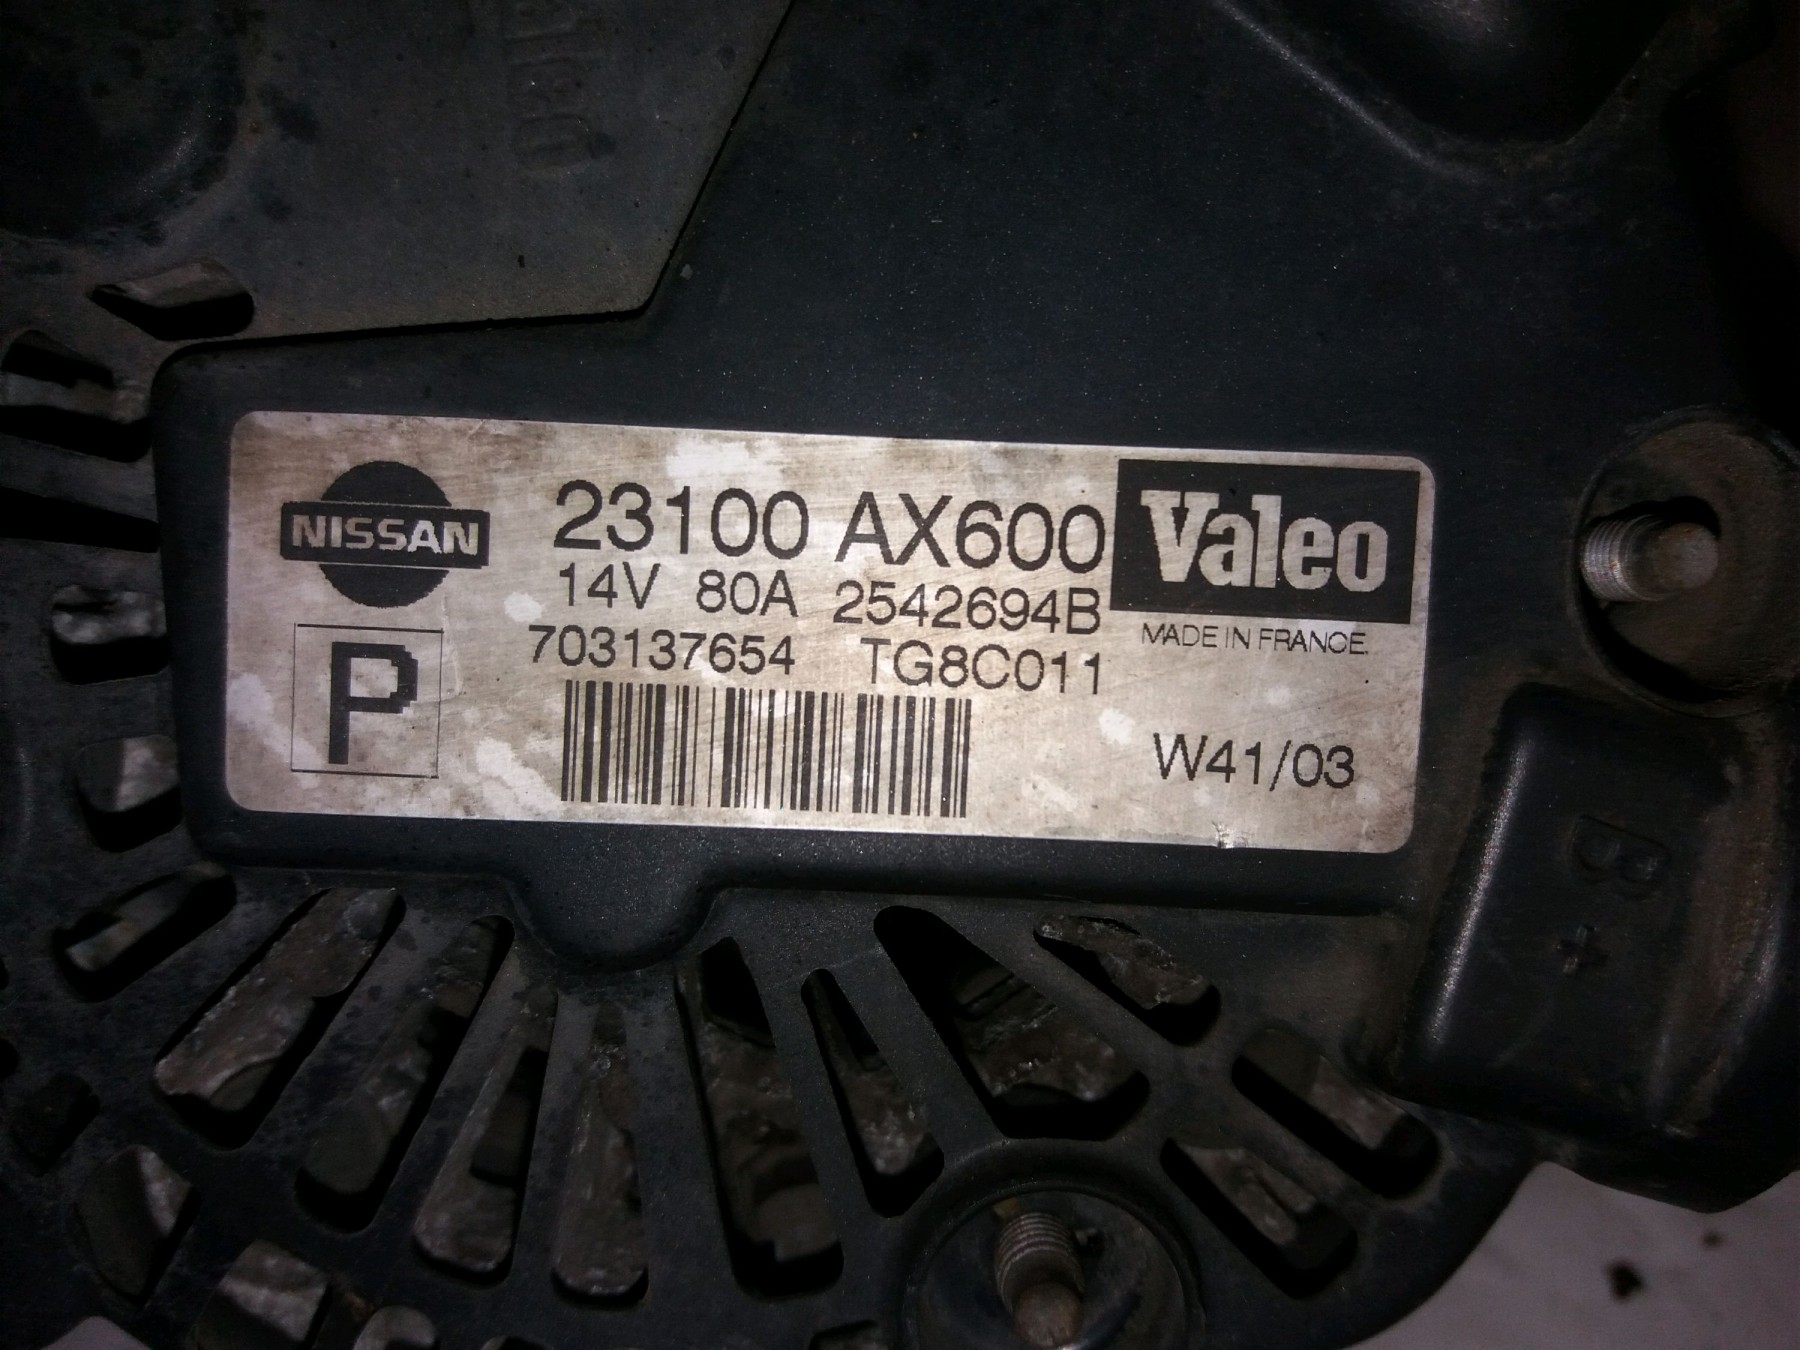 NISSAN
23100 AX600
Valeo
14V 80A 2542694B
MADE IN FRANCE
703137654 TG8C011
P
W41/03
B+